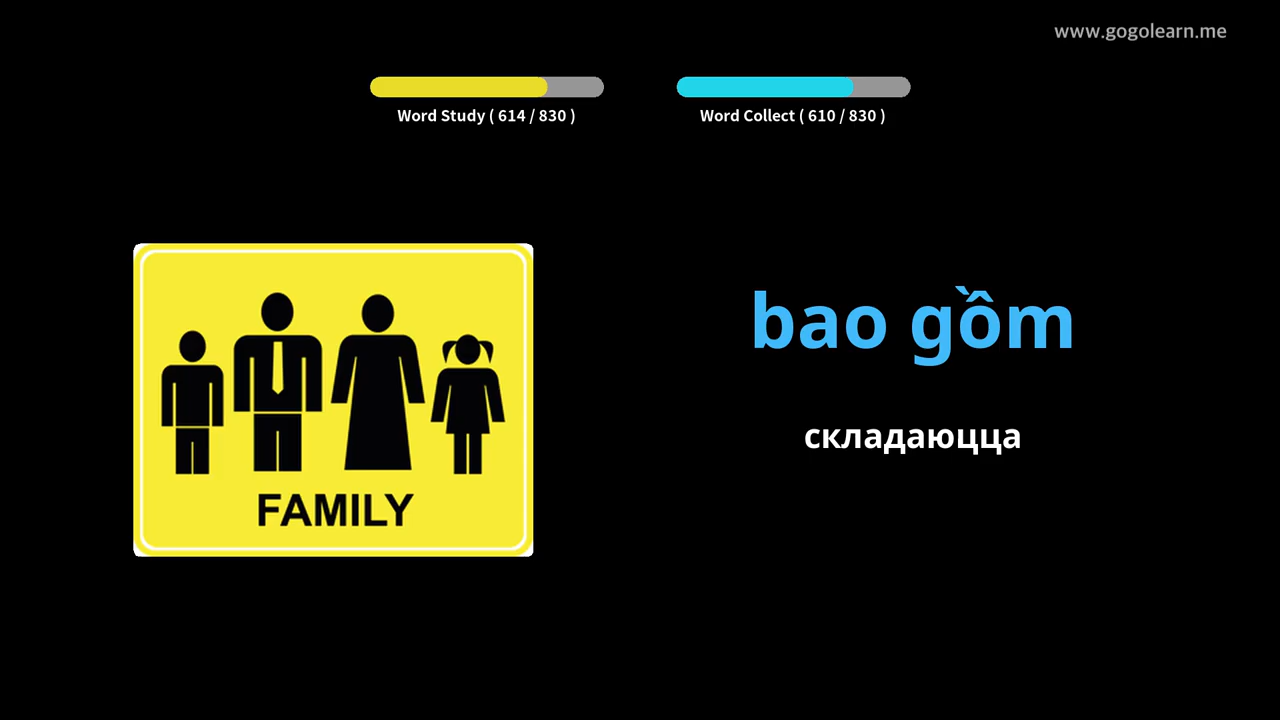 www.gogolearn.me
Word Study ( 614 / 830 )
Word Collect ( 610 / 830 )
bao gồm
складаюцца
FAMILY